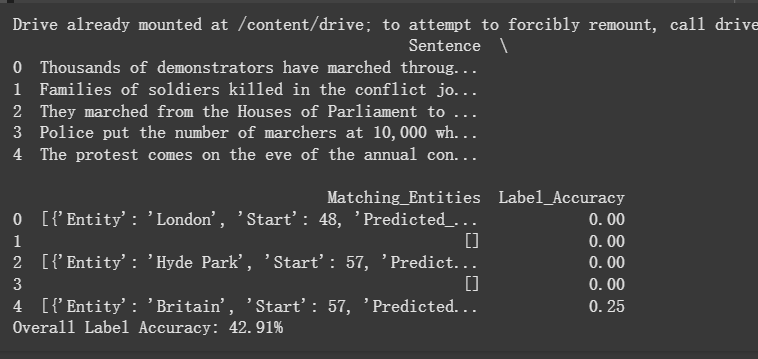 Drive already mounted at /content/drive; to attempt to forcibly remount, call drive
Sentence \
0 Thousands of demonstrators have marched throug...
1 Families of soldiers killed in the conflict jo...
2 They marched from the Houses of Parliament to ...
3 Police put the number of marchers at 10,000 wh...
4 The protest comes on the eve of the annual con...
Matching_Entities Label_Accuracy
0 [{'Entity': 'London', 'Start': 48, 'Predicted_... 0.00
1 [] 0.00
2 [{'Entity': 'Hyde Park', 'Start': 57, 'Predict... 0.00
3 [] 0.00
4 [{'Entity': 'Britain', 'Start': 57, 'Predicted... 0.25
Overall Label Accuracy: 42.91%